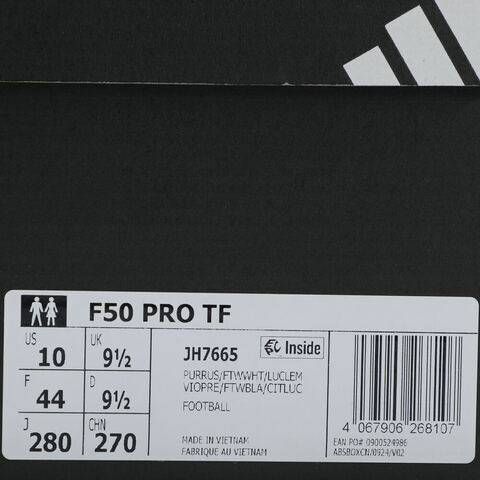 F50 PRO TF
US 10 UK 9½
F 44 D 9½
J 280 CHN 270
JH7665
Inside
PURRUS/FTWWHT/LUCLEM
VIOPRE/FTWBLA/CITLUC
FOOTBALL
MADE IN VIETNAM
FABRIQUE AU VIETNAM
4 067906 268107
EAN PO# 0900524986
ABSBOXCN/0924/V02